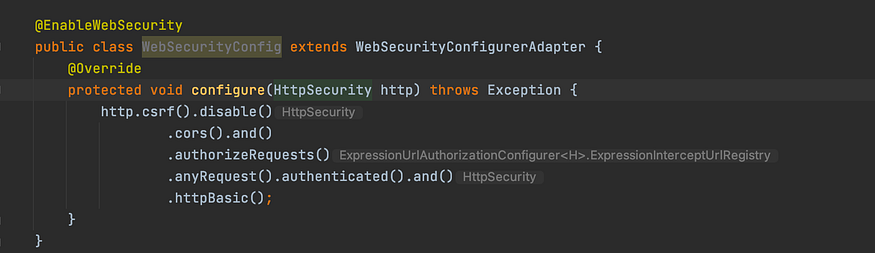 @EnableWebSecurity
public class WebSecurityConfig extends WebSecurityConfigurerAdapter {
@Override
protected void configure(HttpSecurity http) throws Exception {
http.csrf().disable() HttpSecurity
.cors().and()
.authorizeRequests() ExpressionUrlAuthorizationConfigurer<H>.ExpressionInterceptUrlRegistry
.anyRequest().authenticated().and() HttpSecurity
.httpBasic();
}
}